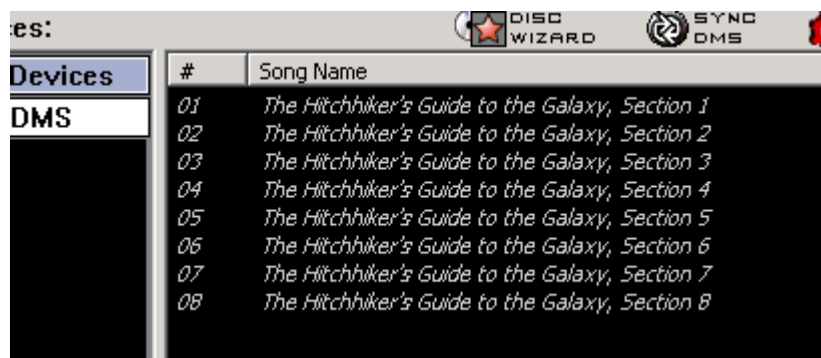 es:
DISC
WIZARD
SYNC
DMS
Devices
DMS
# Song Name
01 The Hitchhiker's Guide to the Galaxy, Section 1
02 The Hitchhiker's Guide to the Galaxy, Section 2
03 The Hitchhiker's Guide to the Galaxy, Section 3
04 The Hitchhiker's Guide to the Galaxy, Section 4
05 The Hitchhiker's Guide to the Galaxy, Section 5
06 The Hitchhiker's Guide to the Galaxy, Section 6
07 The Hitchhiker's Guide to the Galaxy, Section 7
08 The Hitchhiker's Guide to the Galaxy, Section 8